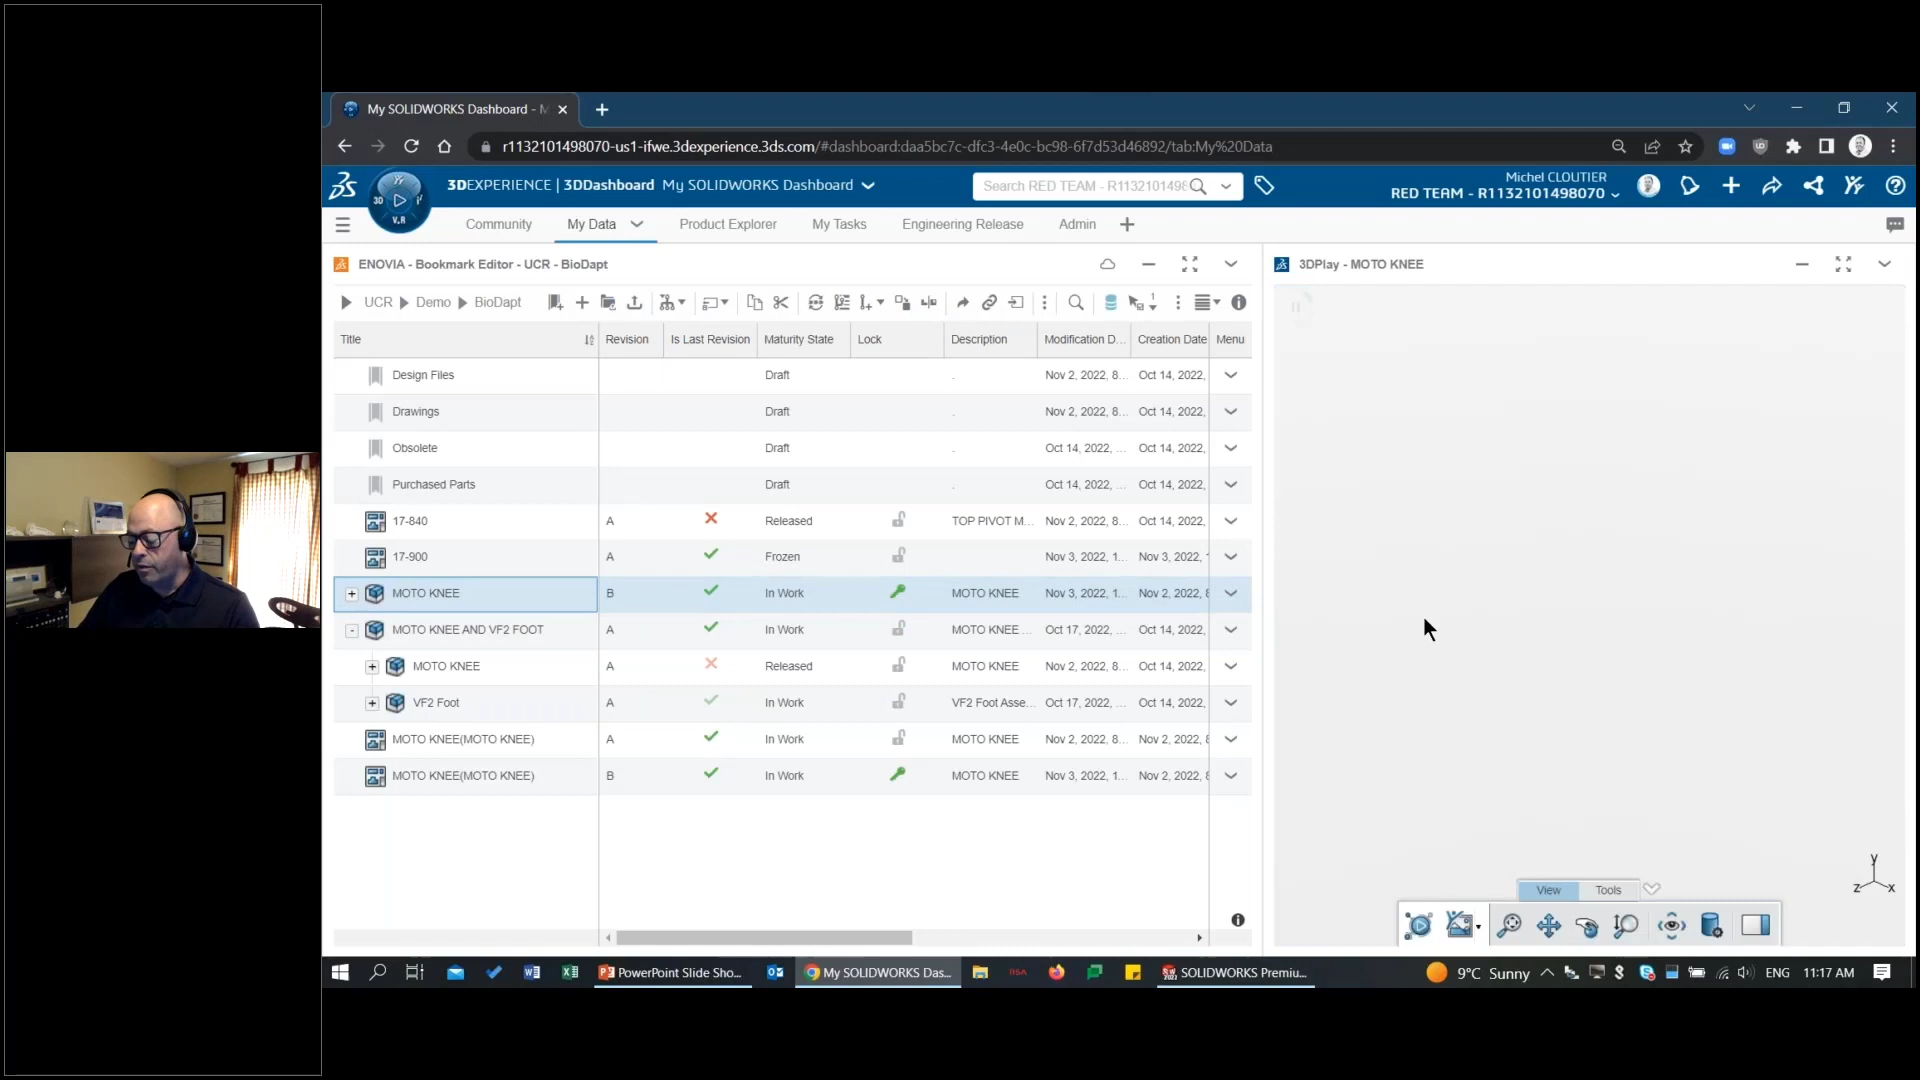 My SOLIDWORKS Dashboard - M
r1132101498070-us1-ifwe.3dexperience.3ds.com/#dashboard:daa5bc7c-dfc3-4e0c-bc98-6f7d53d46892/tab:My%20Data
3D V.R
3DEXPERIENCE | 3DDashboard My SOLIDWORKS Dashboard
Search RED TEAM - R1132101498
Michel CLOUTIER
RED TEAM - R1132101498070
Community My Data Product Explorer My Tasks Engineering Release Admin
ENOVIA - Bookmark Editor - UCR - BioDapt
3DPlay - MOTO KNEE
UCR Demo BioDapt
Title Revision Is Last Revision Maturity State Lock Description Modification D... Creation Date Menu
Design Files Draft . Nov 2, 2022, 8... Oct 14, 2022,
Drawings Draft . Nov 2, 2022, 8... Oct 14, 2022,
Obsolete Draft . Oct 14, 2022, ... Oct 14, 2022,
Purchased Parts Draft . Oct 14, 2022, ... Oct 14, 2022,
17-840 A Released TOP PIVOT M... Nov 2, 2022, 8... Oct 14, 2022,
17-900 A Frozen Nov 3, 2022, 1... Nov 3, 2022,
MOTO KNEE B In Work MOTO KNEE Nov 3, 2022, 1... Nov 2, 2022, 8
MOTO KNEE AND VF2 FOOT A In Work MOTO KNEE ... Oct 17, 2022, ... Oct 14, 2022,
MOTO KNEE A Released MOTO KNEE Nov 2, 2022, 8... Oct 14, 2022,
VF2 Foot A In Work VF2 Foot Asse... Oct 17, 2022, ... Oct 14, 2022,
MOTO KNEE(MOTO KNEE) A In Work MOTO KNEE Nov 2, 2022, 8... Nov 2, 2022, 8
MOTO KNEE(MOTO KNEE) B In Work MOTO KNEE Nov 3, 2022, 1... Nov 2, 2022, 8
y
z x
View Tools
PowerPoint Slide Sho... My SOLIDWORKS Das... SOLIDWORKS Premiu...
9°C Sunny ENG 11:17 AM